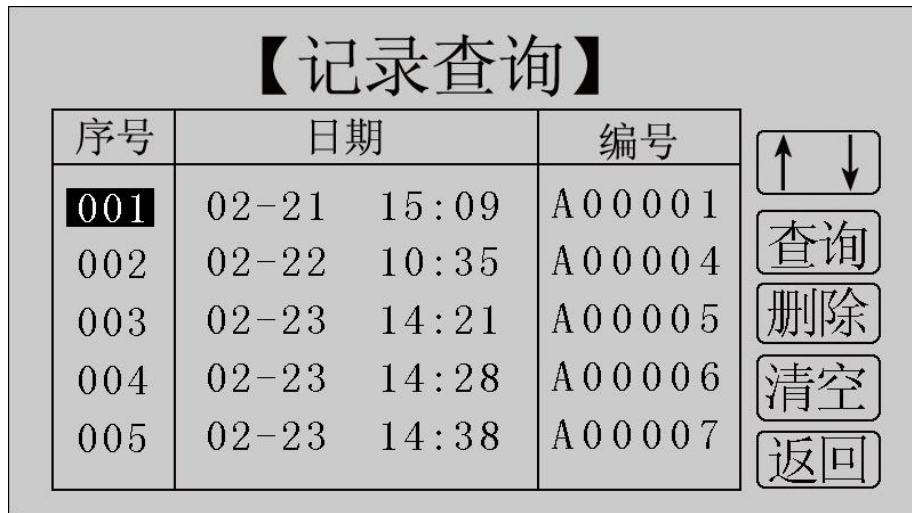 【记录查询】
序号 日期 编号
↑ ↓
001 02-21 15:09 A00001
查询
002 02-22 10:35 A00004
003 02-23 14:21 A00005
删除
004 02-23 14:28 A00006
清空
005 02-23 14:38 A00007
返回